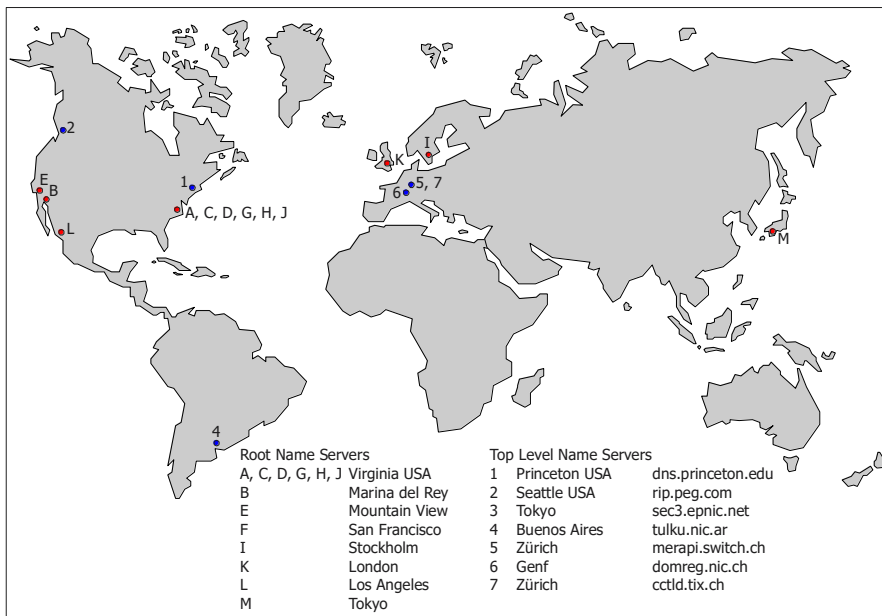 2
I
K
1
5, 7
6
E
B
A, C, D, G, H, J
L
M
4
Root Name Servers
A, C, D, G, H, J Virginia USA
B Marina del Rey
E Mountain View
F San Francisco
I Stockholm
K London
L Los Angeles
M Tokyo
Top Level Name Servers
1 Princeton USA dns.princeton.edu
2 Seattle USA rip.peg.com
3 Tokyo sec3.epnic.net
4 Buenos Aires tulku.nic.ar
5 Zürich merapi.switch.ch
6 Genf domreg.nic.ch
7 Zürich cctld.tix.ch